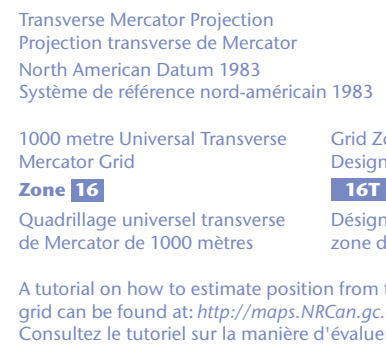 Transverse Mercator Projection
Projection transverse de Mercator
North American Datum 1983
Système de référence nord-américain 1983
1000 metre Universal Transverse
Mercator Grid
Zone 16
Quadrillage universel transverse
de Mercator de 1000 mètres
Grid
16T
zone
A tutorial on how to estimate position from
grid can be found at: http://maps.NRCan.gc.
Consultez le tutoriel sur la manière d'évaluer